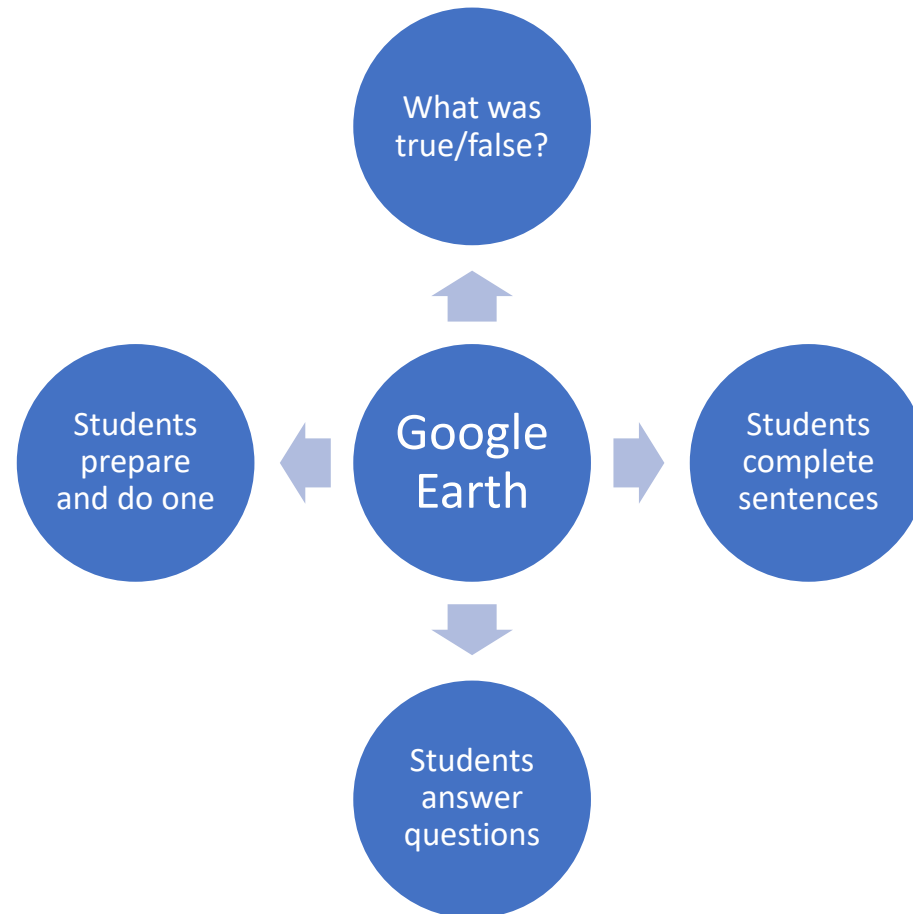 What was
true/false?
Students
prepare
and do one
Google
Earth
Students
complete
sentences
Students
answer
questions